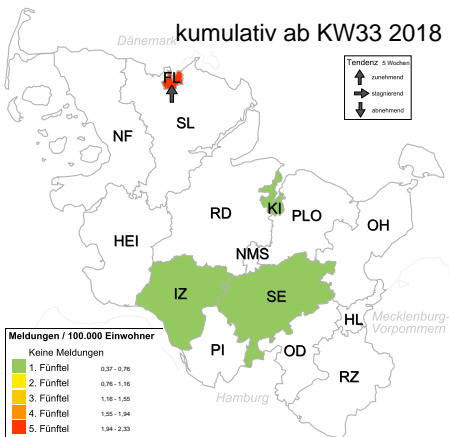 kumulativ ab KW33 2018
Dänemark
Tendenz 5 Wochen
zunehmend
stagnierend
abnehmend
FL
SL
NF
RD
KI
PLO
OH
HEI
NMS
IZ
SE
HL
Mecklenburg-
Vorpommern
PI
OD
RZ
Hamburg
Meldungen / 100.000 Einwohner
Keine Meldungen
1. Fünftel 0,37 - 0,76
2. Fünftel 0,76 - 1,16
3. Fünftel 1,16 - 1,55
4. Fünftel 1,55 - 1,94
5. Fünftel 1,94 - 2,33